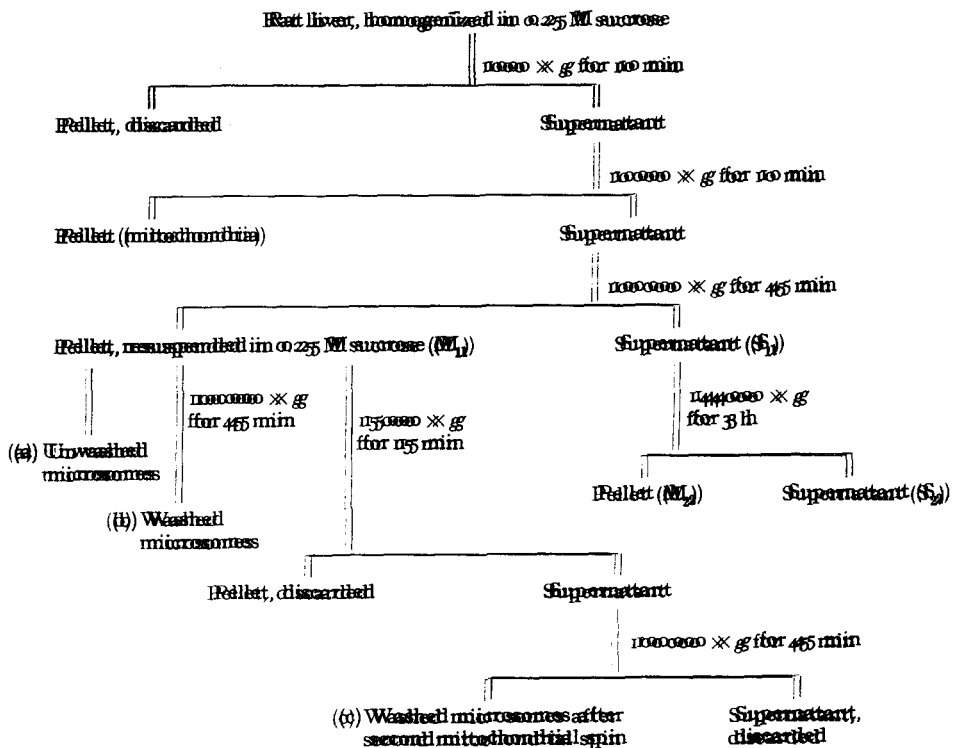 Rat liver, homogenized in 0.25 M sucrose
1000 × g for 10 min
Pellet, discarded
Supernatant
10000 × g for 10 min
Pellet (mitochondria)
Supernatant
100000 × g for 45 min
Pellet, resuspended in 0.25 M sucrose (M₁)
Supernatant (S₁)
100000 × g
for 45 min
15000 × g
for 15 min
144000 × g
for 3 h
(a) Unwashed
microsomes
Pellet (M₂)
Supernatant (S₂)
(b) Washed
microsomes
Pellet, discarded
Supernatant
100000 × g for 45 min
(c) Washed microsomes after
second mitochondrial spin
Supernatant,
discarded